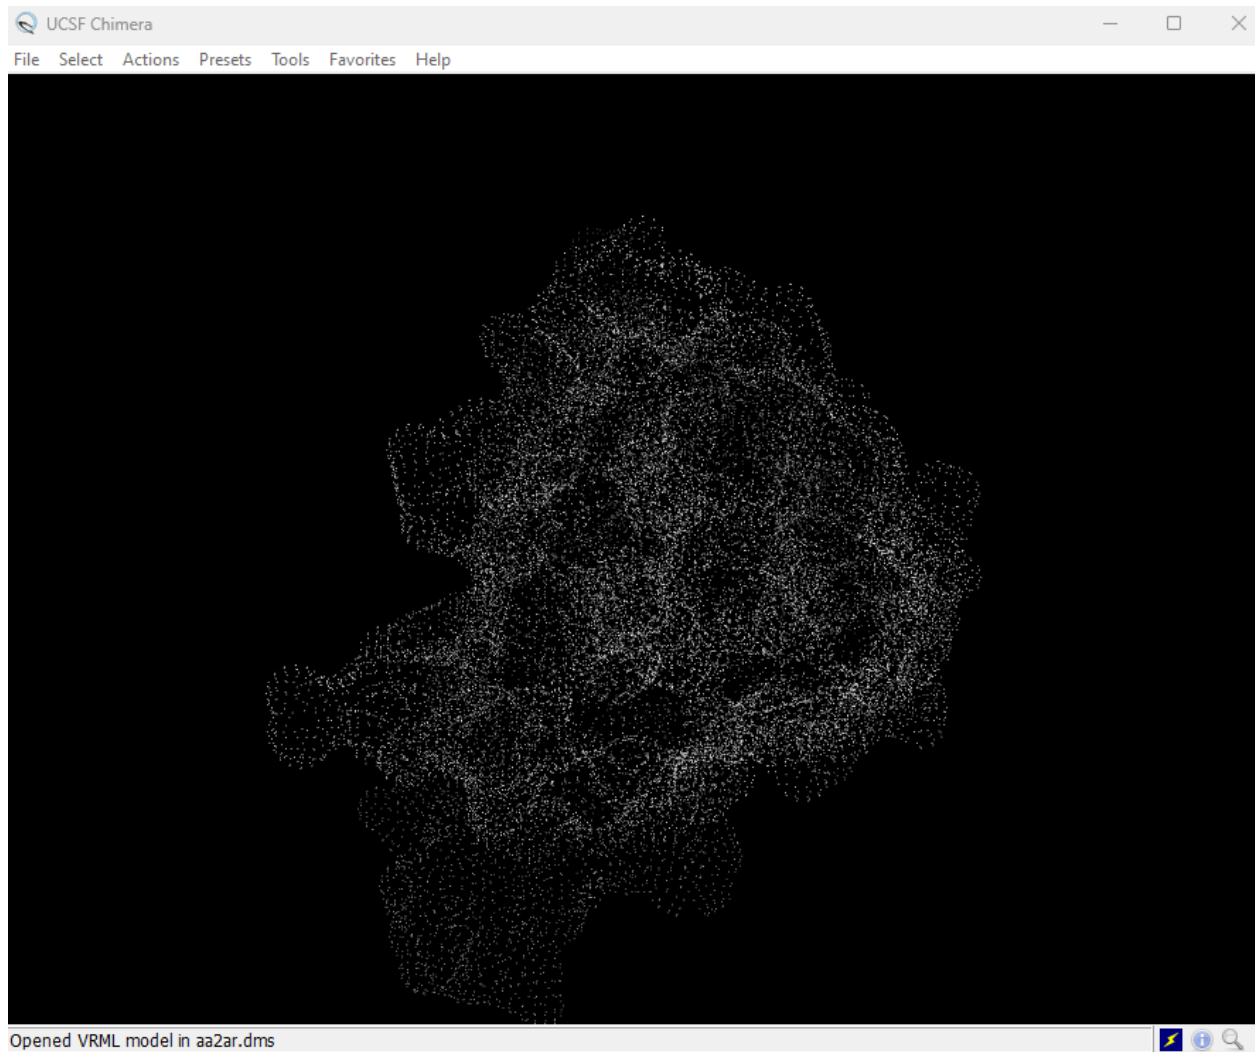 UCSF Chimera
File Select Actions Presets Tools Favorites Help
Opened VRML model in aa2ar.dms